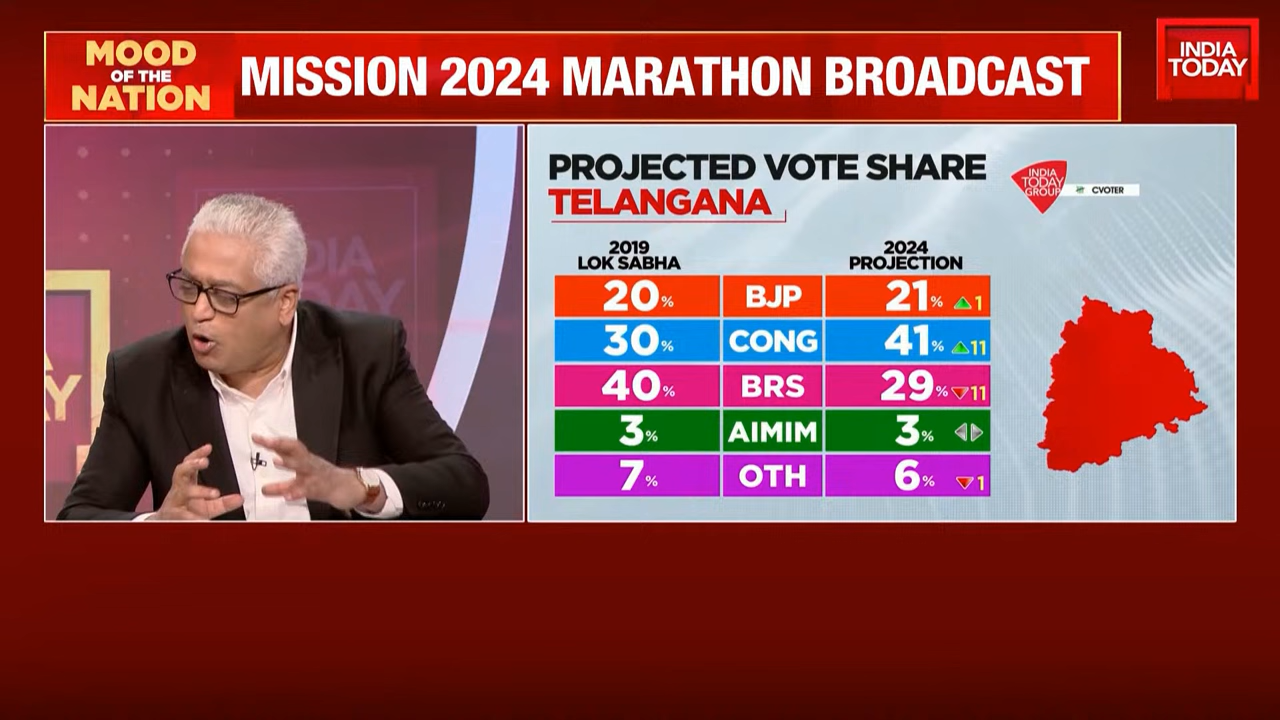 MOOD
OF THE
NATION
MISSION 2024 MARATHON BROADCAST
INDIA
TODAY
PROJECTED VOTE SHARE
TELANGANA
INDIA
TODAY
GROUP
CVOTER
2019
LOK SABHA
2024
PROJECTION
20% BJP 21% 1
30% CONG 41% 11
40% BRS 29% 11
3% AIMIM 3%
7% OTH 6% 1